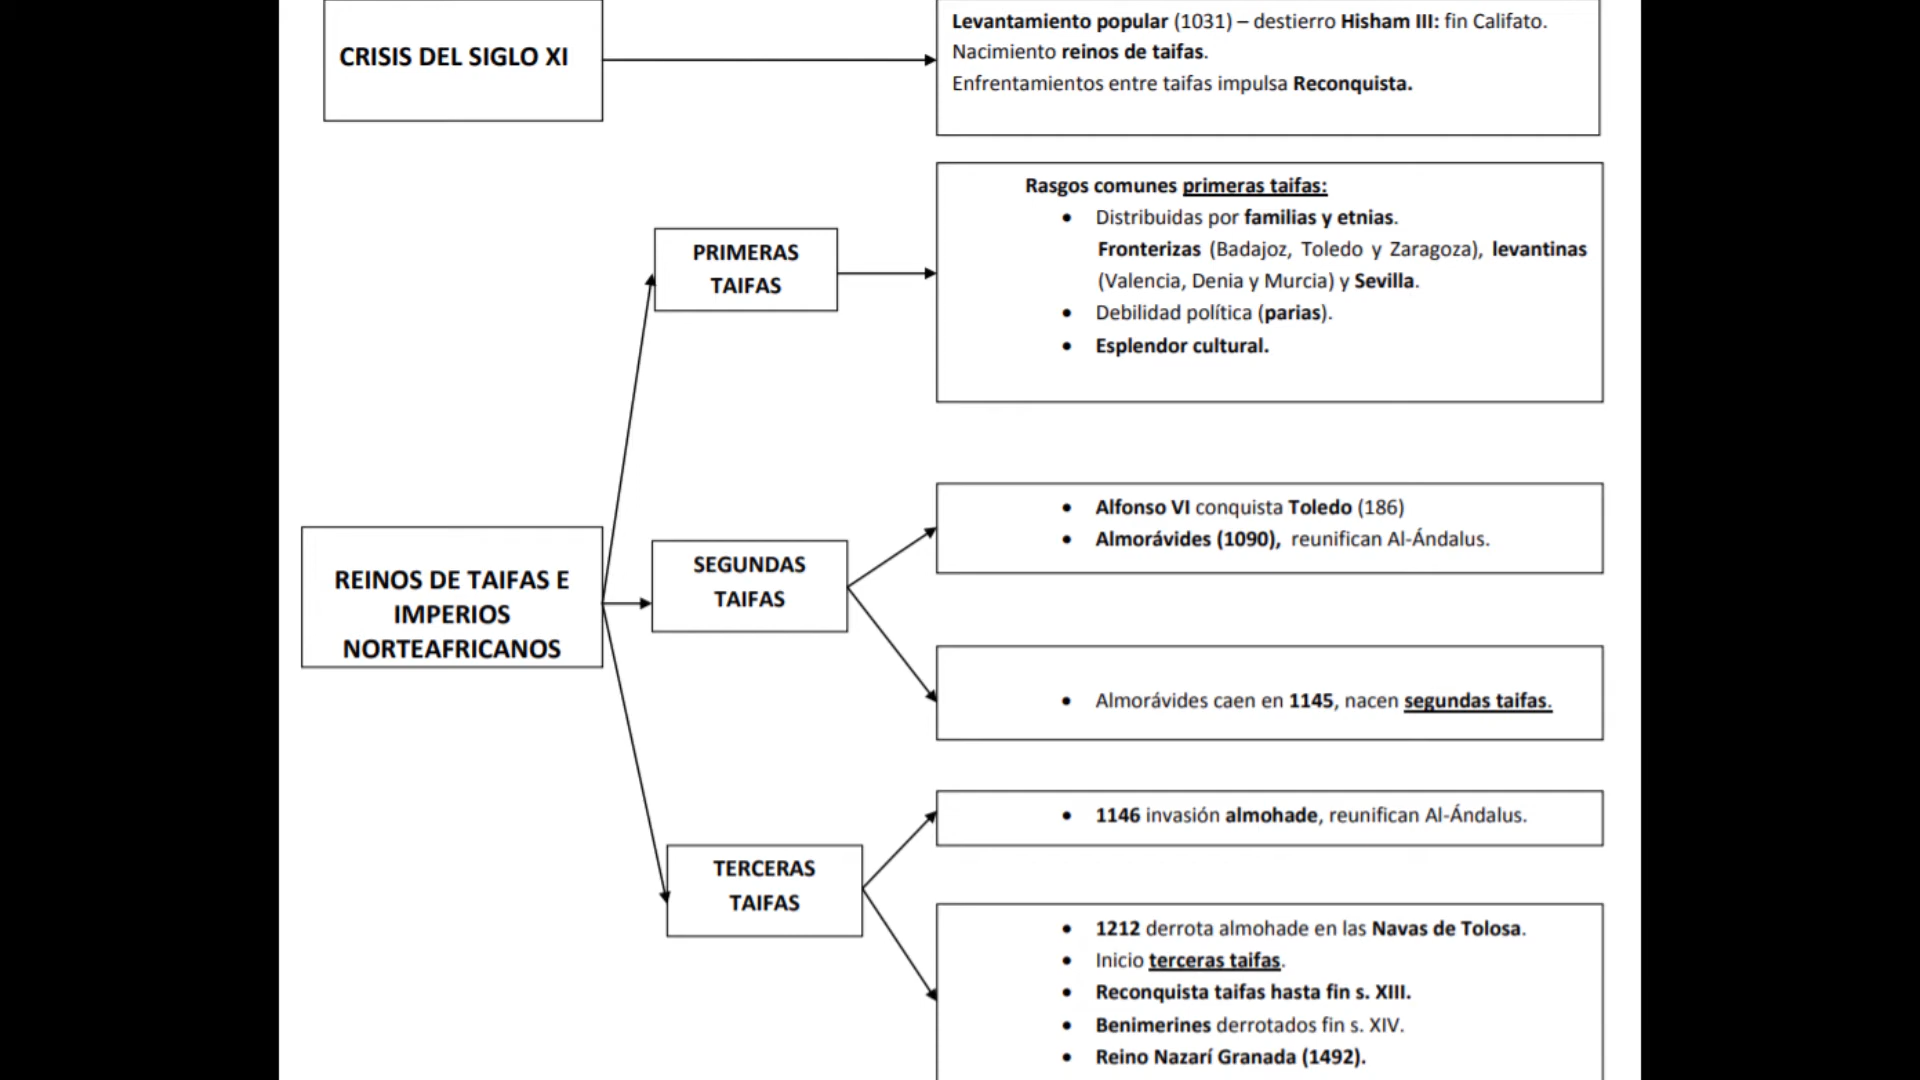 CRISIS DEL SIGLO XI
Levantamiento popular (1031) – destierro Hisham III: fin Califato.
Nacimiento reinos de taifas.
Enfrentamientos entre taifas impulsa Reconquista.
PRIMERAS
TAIFAS
Rasgos comunes primeras taifas:
• Distribuidas por familias y etnias.
Fronterizas (Badajoz, Toledo y Zaragoza), levantinas
(Valencia, Denia y Murcia) y Sevilla.
• Debilidad política (parias).
• Esplendor cultural.
REINOS DE TAIFAS E
IMPERIOS
NORTEAFRICANOS
SEGUNDAS
TAIFAS
• Alfonso VI conquista Toledo (186)
• Almorávides (1090), reunifican Al-Ándalus.
• Almorávides caen en 1145, nacen segundas taifas.
TERCERAS
TAIFAS
• 1146 invasión almohade, reunifican Al-Ándalus.
• 1212 derrota almohade en las Navas de Tolosa.
• Inicio terceras taifas.
• Reconquista taifas hasta fin s. XIII.
• Benimerines derrotados fin s. XIV.
• Reino Nazarí Granada (1492).